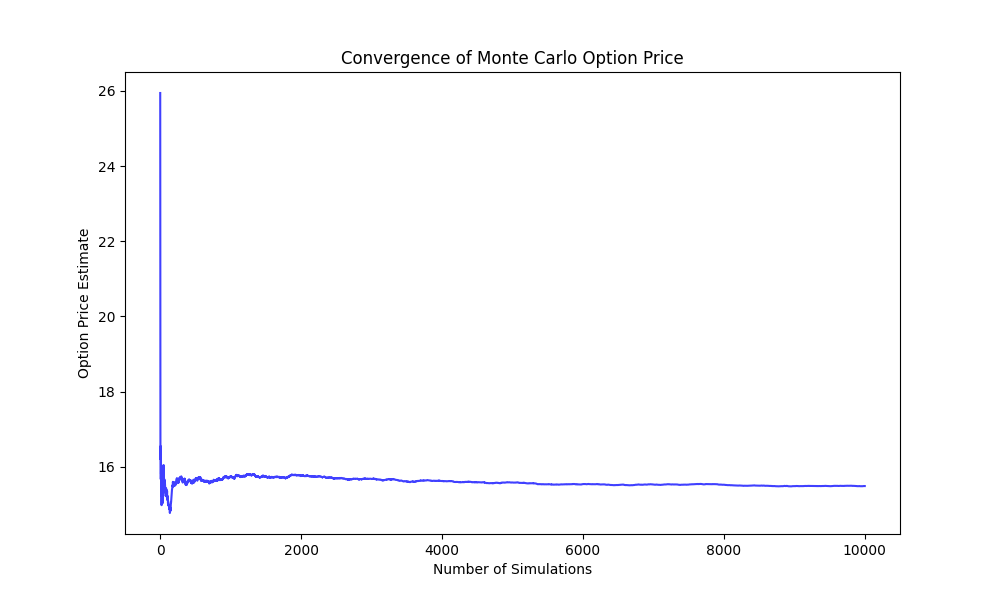 Convergence of Monte Carlo Option Price
Option Price Estimate
26
24
22
20
18
16
0 2000 4000 6000 8000 10000
Number of Simulations